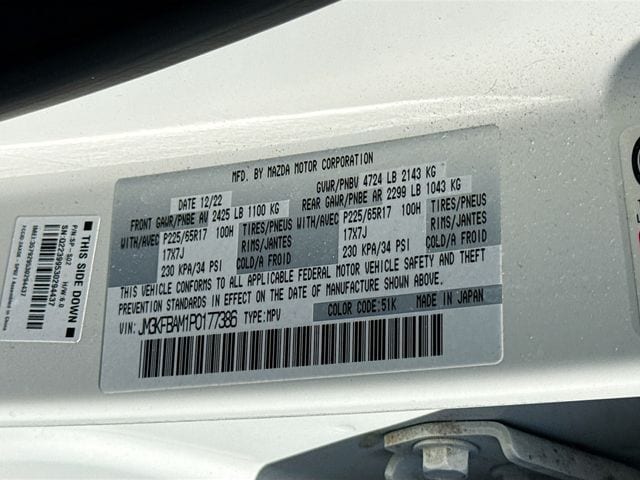 MFD. BY MAZDA MOTOR CORPORATION
DATE 12/22
GVWR/PNBV 4724 LB 2143 KG
FRONT GAWR/PNBE AV 2425 LB 1100 KG
REAR GAWR/PNBE AR 2299 LB 1043 KG
WITH/AVEC P225/65R17 100H TIRES/PNEUS
17X7J RIMS/JANTES
230 KPA/34 PSI COLD/A FROID
WITH/AVEC P225/65R17 100H TIRES/PNEUS
17X7J RIMS/JANTES
230 KPA/34 PSI COLD/A FROID
THIS VEHICLE CONFORMS TO ALL APPLICABLE FEDERAL MOTOR VEHICLE SAFETY AND THEFT
PREVENTION STANDARDS IN EFFECT ON THE DATE OF MANUFACTURE SHOWN ABOVE.
COLOR CODE:51K MADE IN JAPAN
VIN: JM3KFBAM1P0177386 TYPE:MPV
THIS SIDE DOWN
P/N:SP-S07 H/W 6.0